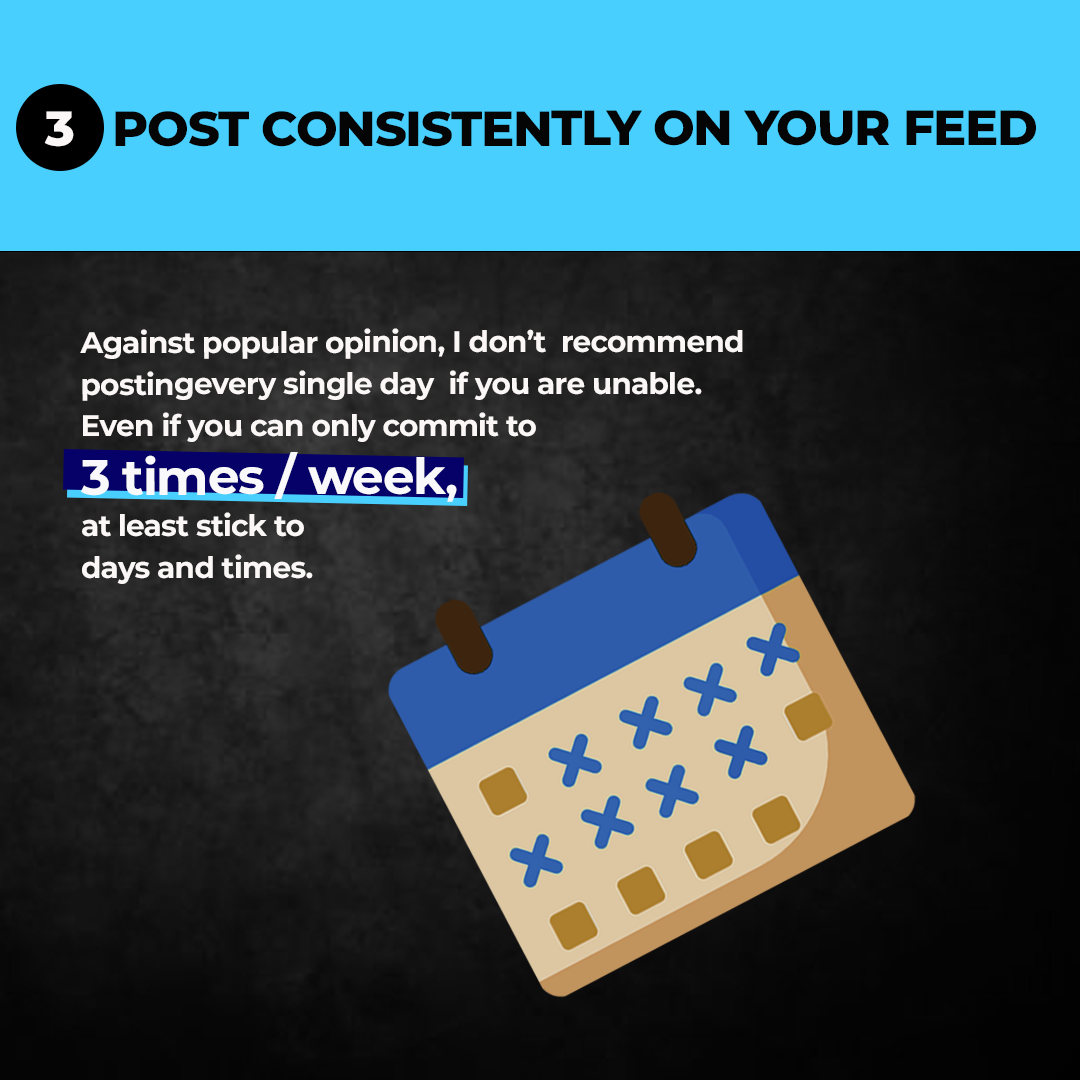 3 POST CONSISTENTLY ON YOUR FEED
Against popular opinion, I don’t  recommend
postingevery single day  if you are unable.
Even if you can only commit to
3 times / week,
at least stick to
days and times.